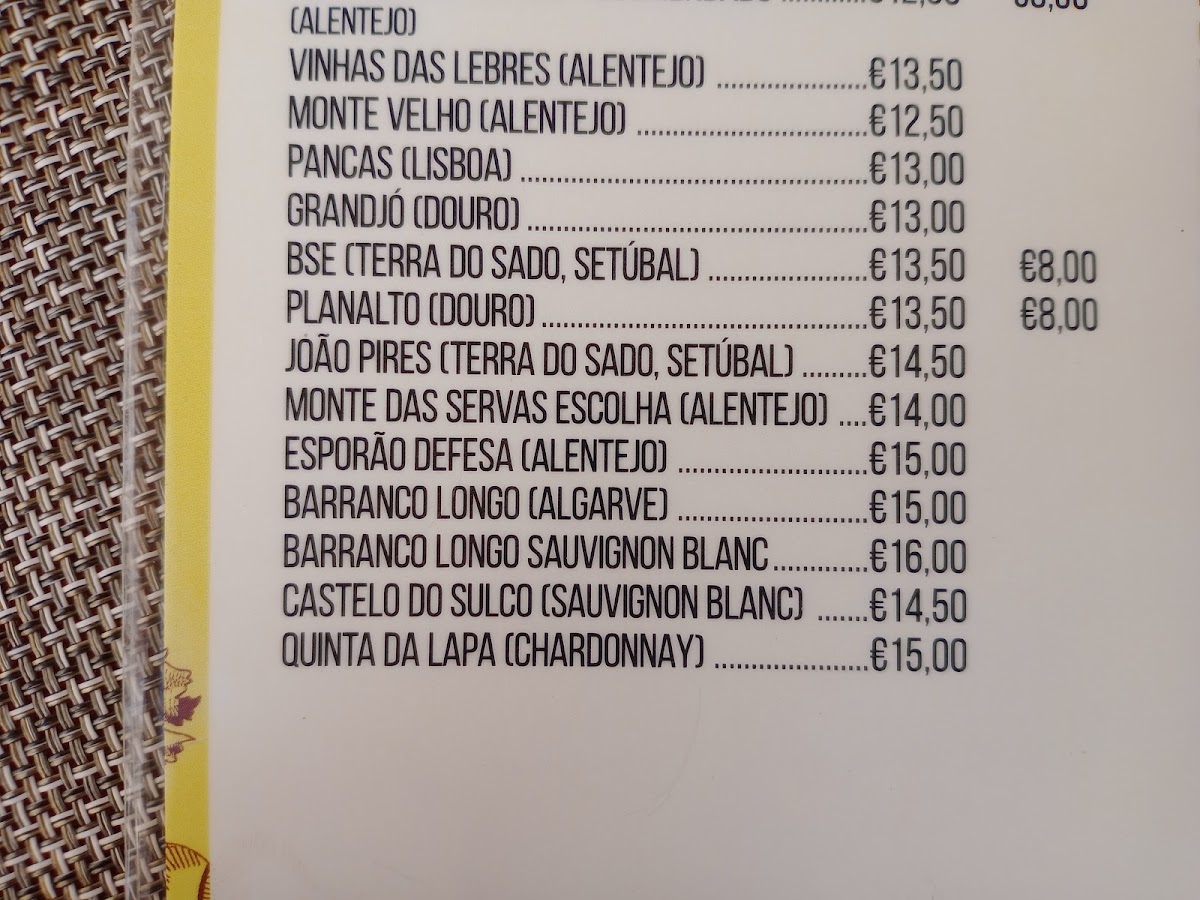 (ALENTEJO)
VINHAS DAS LEBRES (ALENTEJO) ......................€13,50
MONTE VELHO (ALENTEJO) .................................€12,50
PANCAS (LISBOA) .................................................€13,00
GRANDJÓ (DOURO) ................................................€13,00
BSE (TERRA DO SADO, SETÚBAL) .......................€13,50 €8,00
PLANALTO (DOURO) ..............................................€13,50 €8,00
JOÃO PIRES (TERRA DO SADO, SETÚBAL) .........€14,50
MONTE DAS SERVAS ESCOLHA (ALENTEJO) ....€14,00
ESPORÃO DEFESA (ALENTEJO) ...........................€15,00
BARRANCO LONGO (ALGARVE) ...........................€15,00
BARRANCO LONGO SAUVIGNON BLANC.............€16,00
CASTELO DO SULCO (SAUVIGNON BLANC) .......€14,50
QUINTA DA LAPA (CHARDONNAY) ......................€15,00